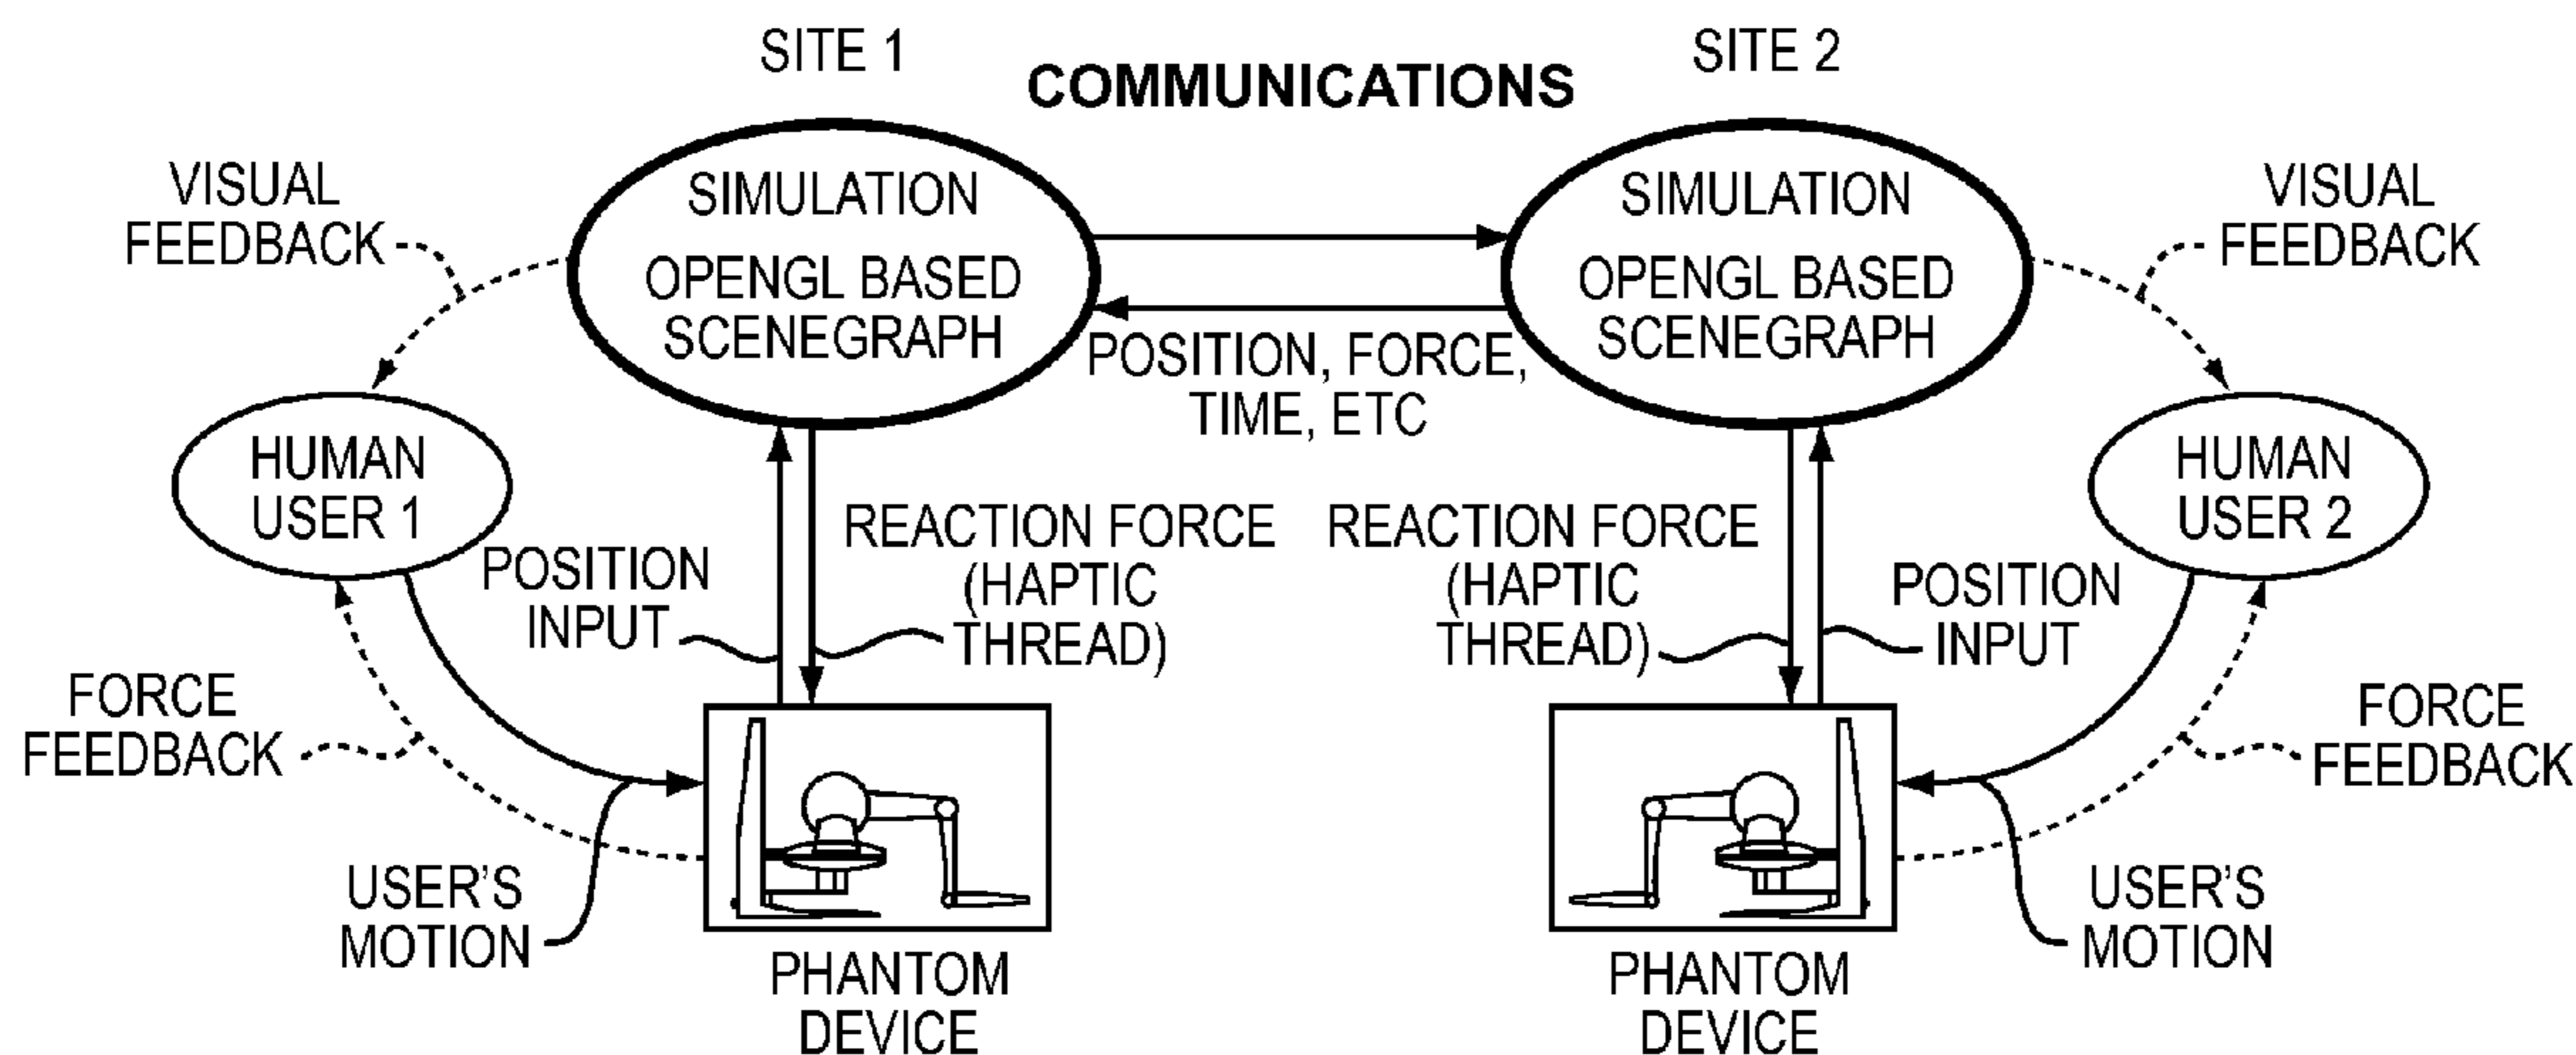 SITE 1
COMMUNICATIONS
SITE 2
VISUAL
FEEDBACK
SIMULATION
OPENGL BASED
SCENEGRAPH
SIMULATION
OPENGL BASED
SCENEGRAPH
VISUAL
FEEDBACK
POSITION, FORCE,
TIME, ETC
HUMAN
USER 1
POSITION
INPUT
REACTION FORCE
(HAPTIC
THREAD)
REACTION FORCE
(HAPTIC
THREAD)
POSITION
INPUT
HUMAN
USER 2
FORCE
FEEDBACK
FORCE
FEEDBACK
USER'S
MOTION
PHANTOM
DEVICE
PHANTOM
DEVICE
USER'S
MOTION